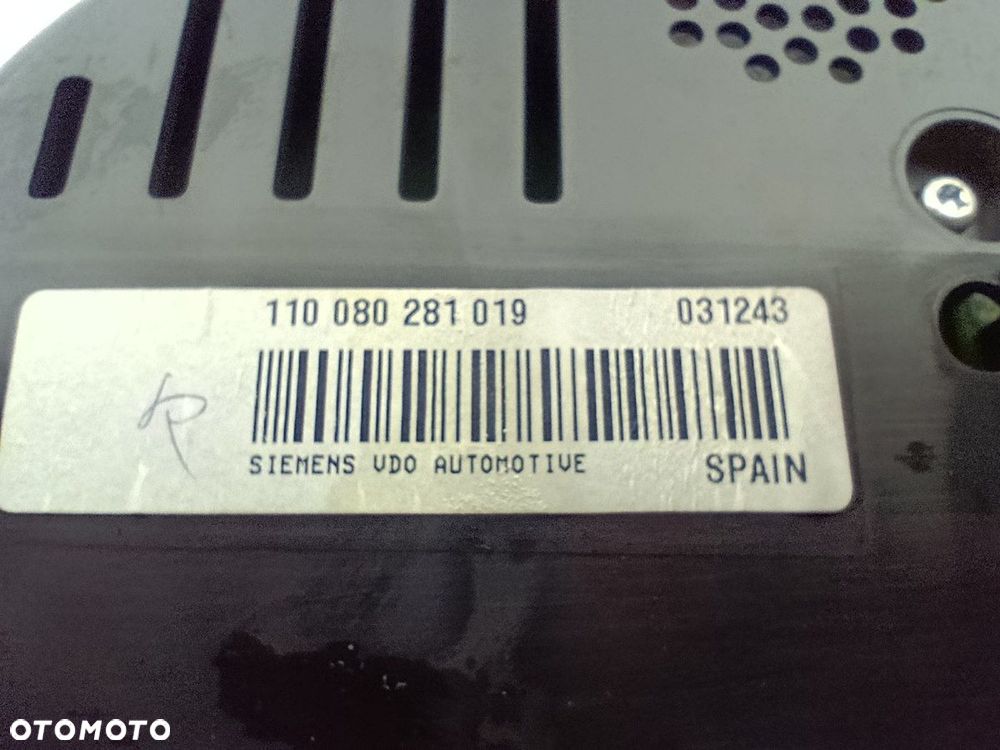 110 080 281 019 031243
SIEMENS VDO AUTOMOTIVE SPAIN
OTOMOTO